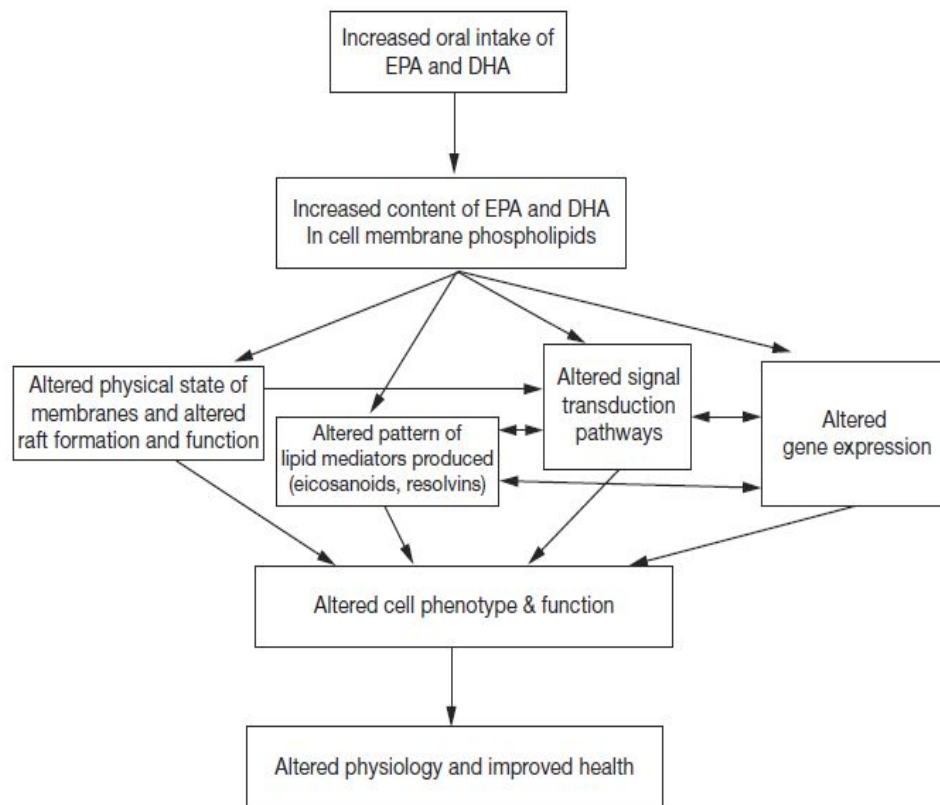 Increased oral intake of
EPA and DHA
Increased content of EPA and DHA
In cell membrane phospholipids
Altered physical state of
membranes and altered
raft formation and function
Altered pattern of
lipid mediators produced
(eicosanoids, resolvins)
Altered signal
transduction
pathways
Altered
gene expression
Altered cell phenotype & function
Altered physiology and improved health